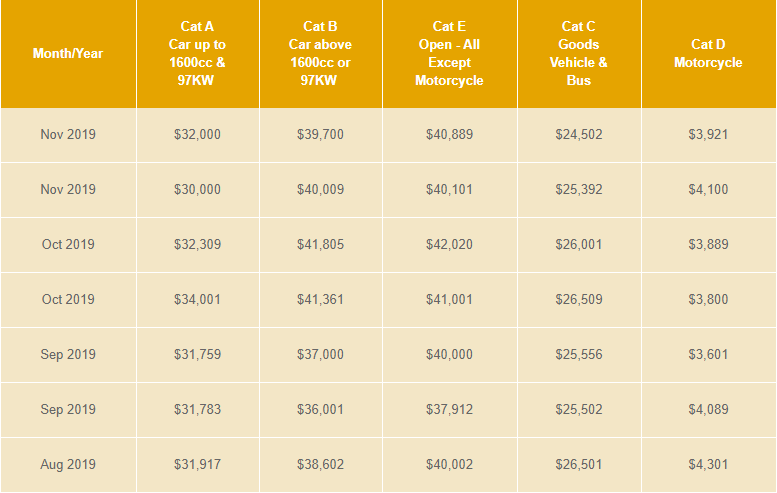 Month/Year
Cat A
Car up to
1600cc &
97KW
Cat B
Car above
1600cc or
97KW
Cat E
Open - All
Except
Motorcycle
Cat C
Goods
Vehicle &
Bus
Cat D
Motorcycle
Nov 2019 $32,000 $39,700 $40,889 $24,502 $3,921
Nov 2019 $30,000 $40,009 $40,101 $25,392 $4,100
Oct 2019 $32,309 $41,805 $42,020 $26,001 $3,889
Oct 2019 $34,001 $41,361 $41,001 $26,509 $3,800
Sep 2019 $31,759 $37,000 $40,000 $25,556 $3,601
Sep 2019 $31,783 $36,001 $37,912 $25,502 $4,089
Aug 2019 $31,917 $38,602 $40,002 $26,501 $4,301